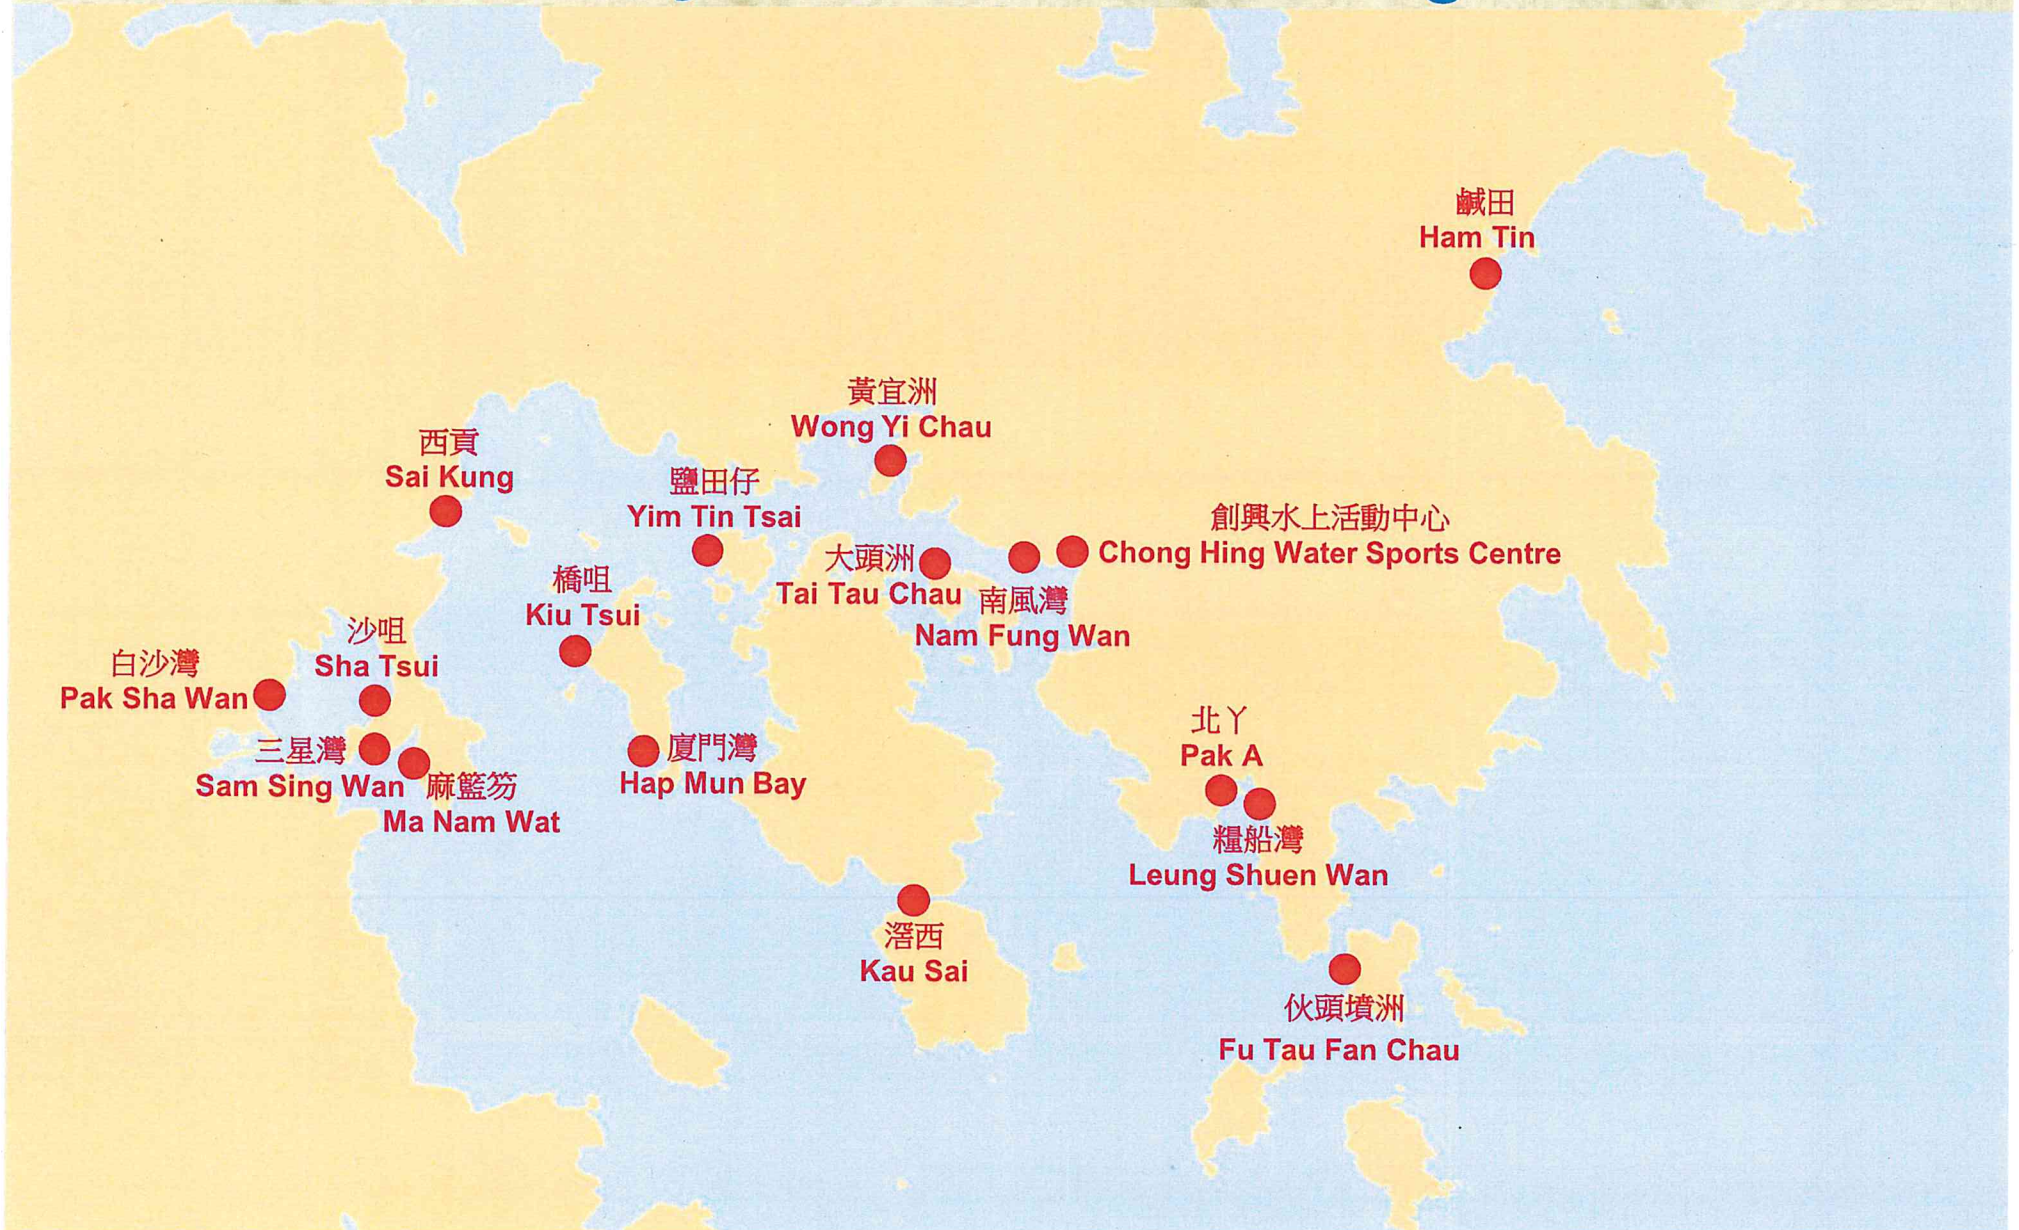 鹹田
Ham Tin
黃宜洲
Wong Yi Chau
西貢
Sai Kung
鹽田仔
Yim Tin Tsai
創興水上活動中心
Chong Hing Water Sports Centre
大頭洲
Tai Tau Chau
南風灣
Nam Fung Wan
橋咀
Kiu Tsui
沙咀
Sha Tsui
白沙灣
Pak Sha Wan
三星灣
Sam Sing Wan
麻籃笏
Ma Nam Wat
廈門灣
Hap Mun Bay
北丫
Pak A
糧船灣
Leung Shuen Wan
滘西
Kau Sai
伙頭墳洲
Fu Tau Fan Chau